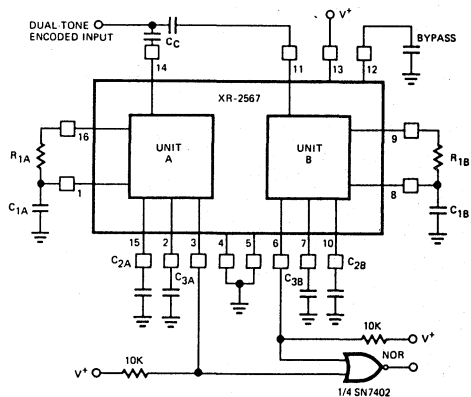 DUAL-TONE
ENCODED INPUT
CC
V+
BYPASS
14
11
13
12
XR-2567
16
UNIT
A
UNIT
B
9
R1A
R1B
1
8
C1A
C1B
15
2
3
4
5
6
7
10
C2A
C3A
C3B
C2B
10K
V+
V+
10K
NOR
1/4 SN7402